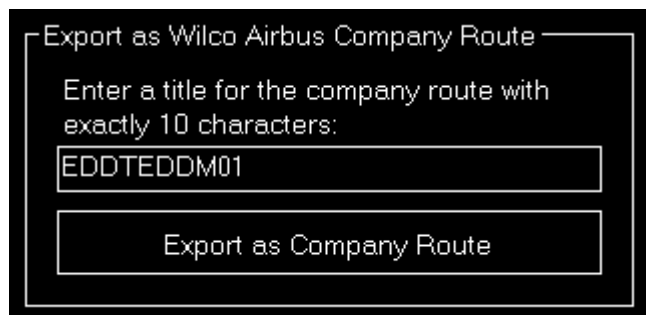 Export as Wilco Airbus Company Route
Enter a title for the company route with
exactly 10 characters:
EDDTEDDM01
Export as Company Route